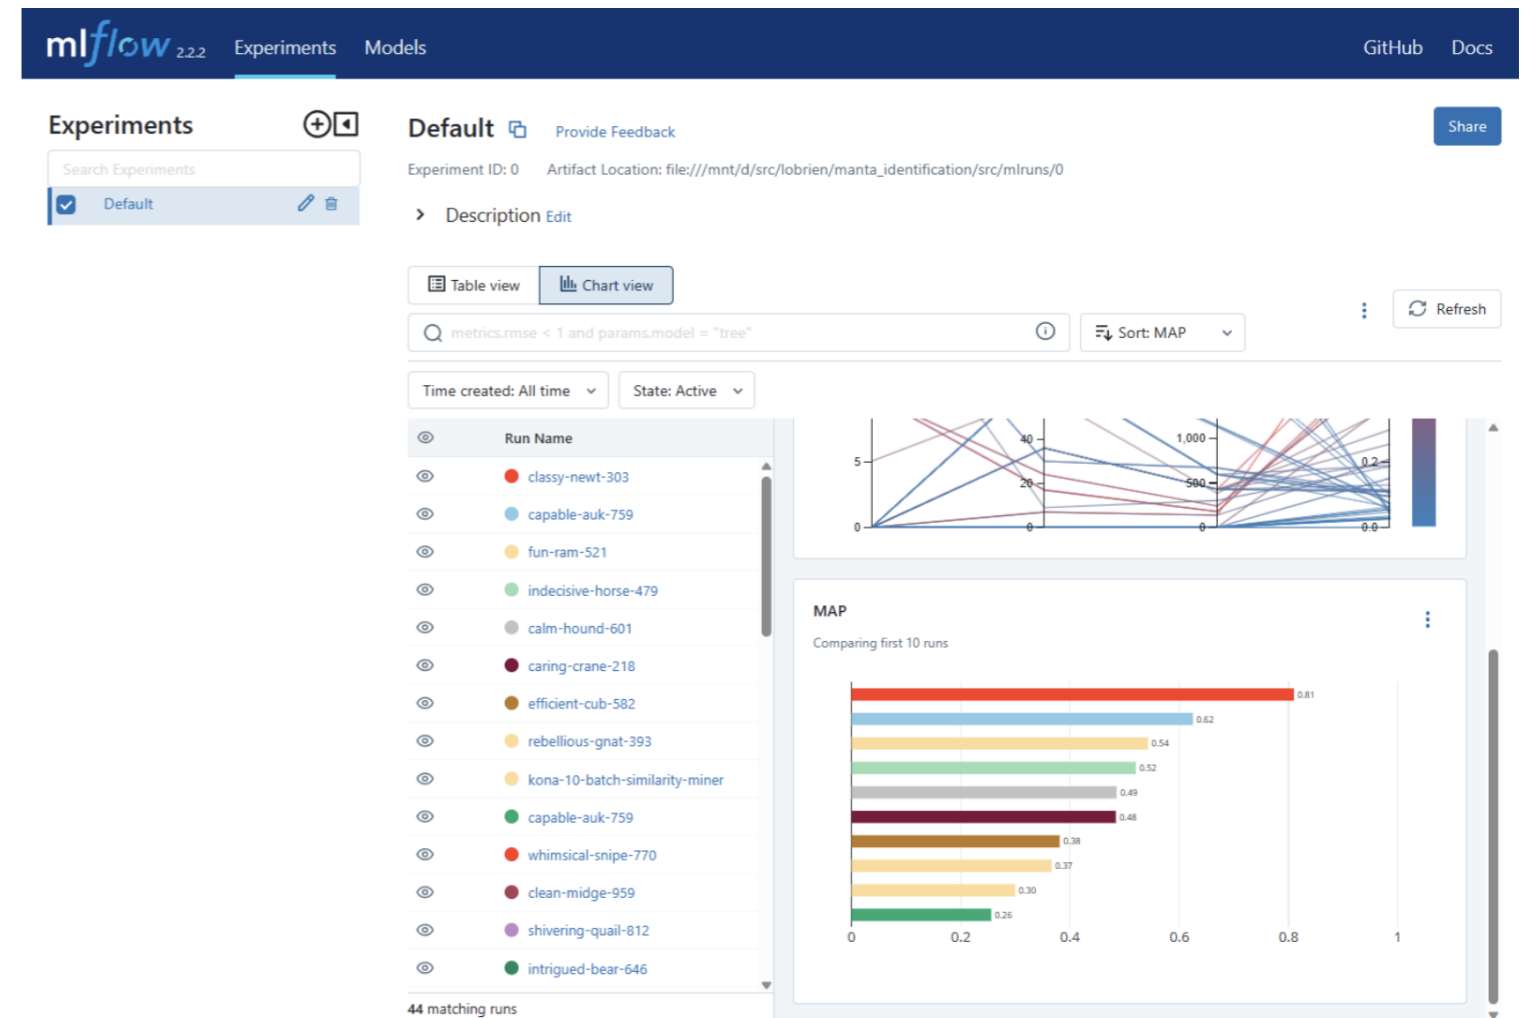 mlflow 2.2.2 Experiments Models GitHub Docs
Experiments
Search Experiments
Default
Default Provide Feedback Share
Experiment ID: 0 Artifact Location: file:///mnt/d/src/lobrien/manta_identification/src/mlruns/0
Description Edit
Table view Chart view
Refresh
metrics.rmse < 1 and params.model = "tree" Sort: MAP
Time created: All time State: Active
Run Name
classy-newt-303
capable-auk-759
fun-ram-521
indecisive-horse-479
calm-hound-601
caring-crane-218
efficient-cub-582
rebellious-gnat-393
kona-10-batch-similarity-miner
capable-auk-759
whimsical-snipe-770
clean-midge-959
shivering-quail-812
intrigued-bear-646
44 matching runs
40 1,000
5 0.2
20 500
0 0 0 0.0
MAP
Comparing first 10 runs
0.81
0.62
0.54
0.52
0.49
0.48
0.38
0.37
0.30
0.26
0 0.2 0.4 0.6 0.8 1